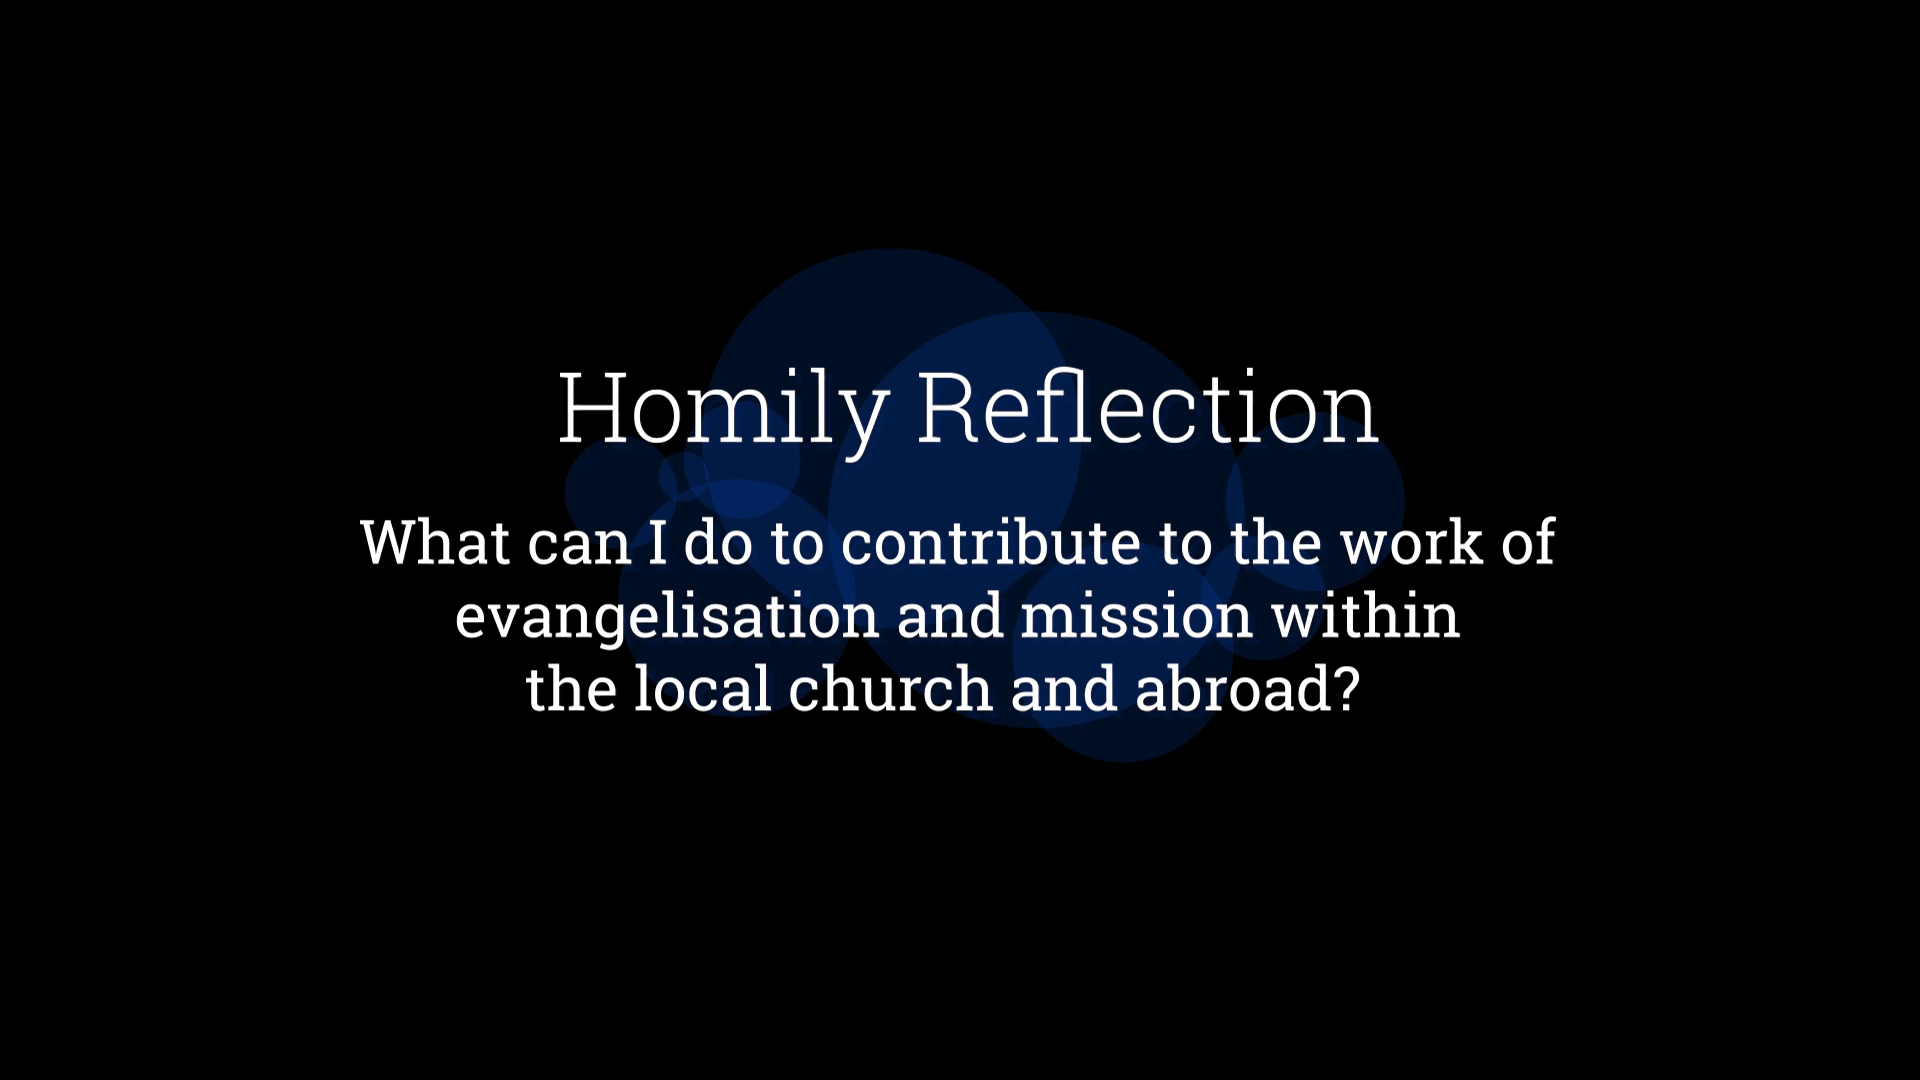 Homily Reflection
What can I do to contribute to the work of
evangelisation and mission within
the local church and abroad?